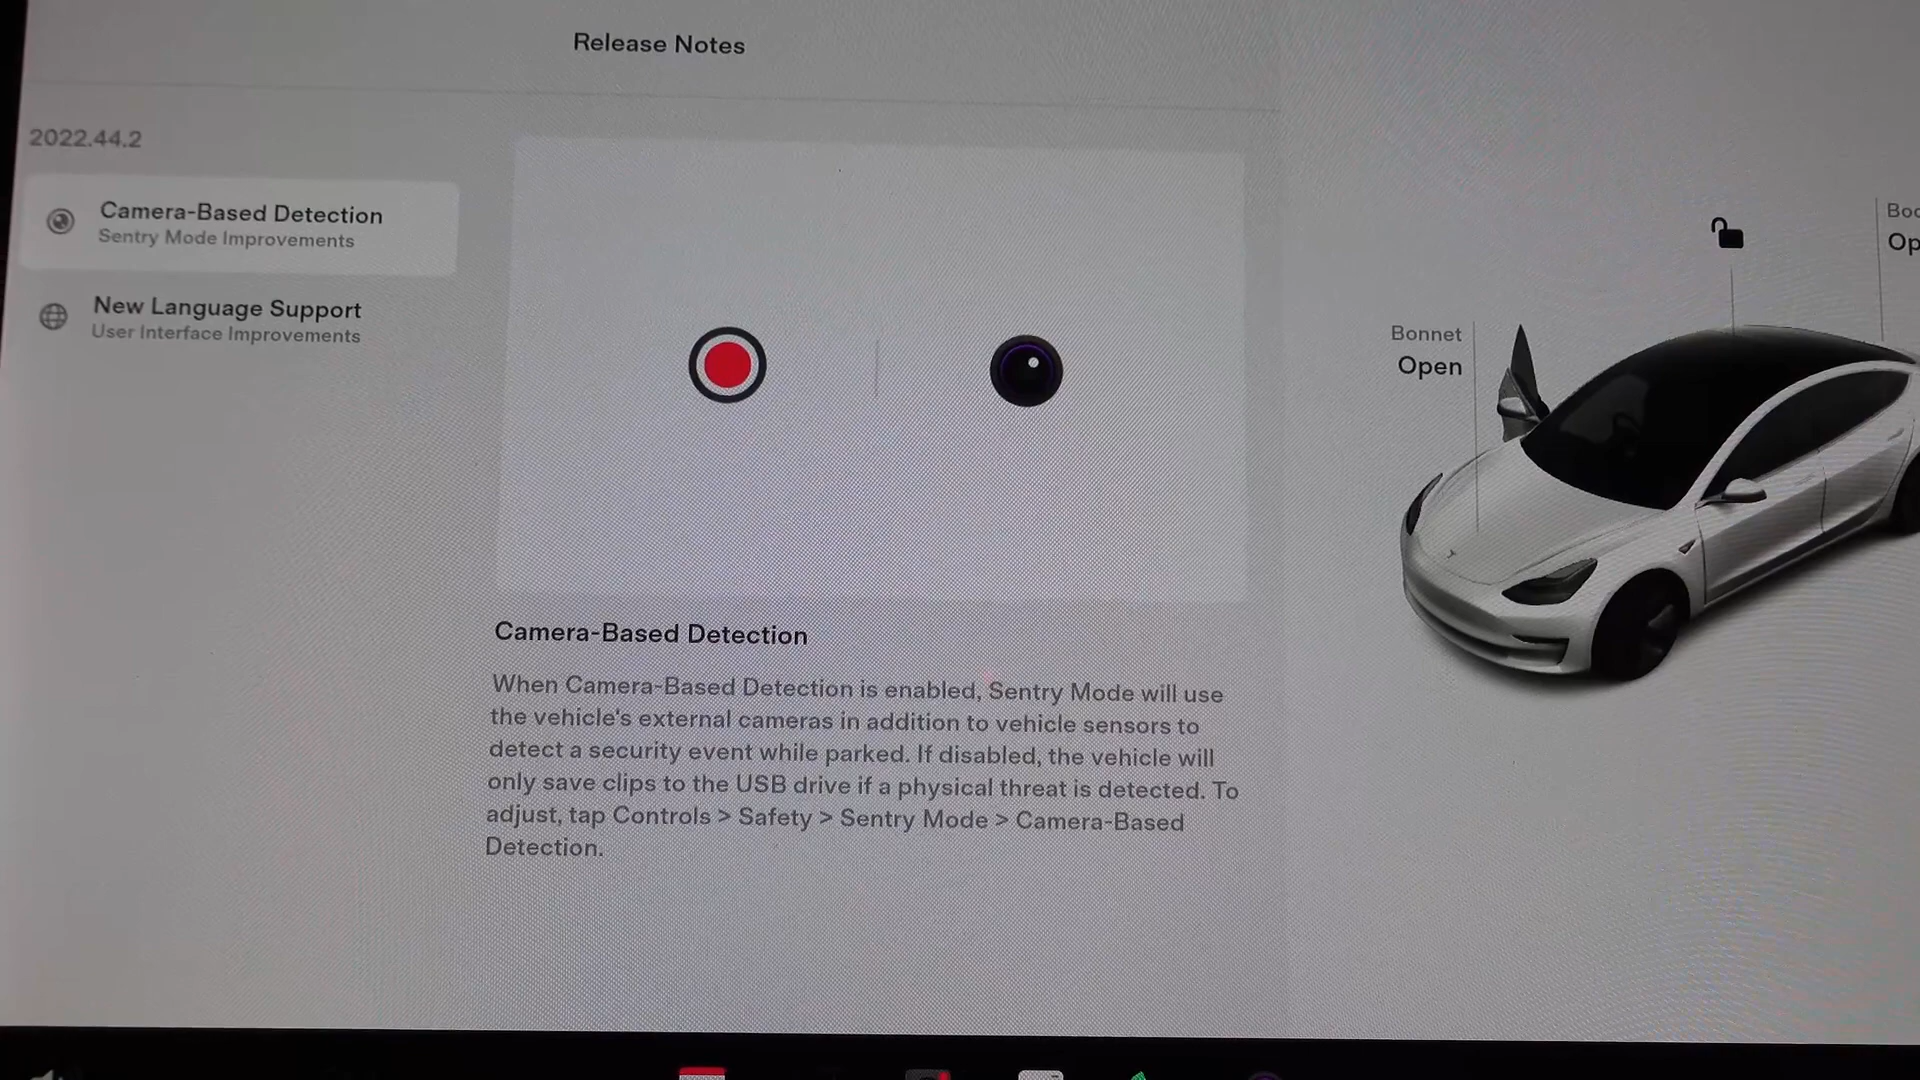 Release Notes
2022.44.2
Camera-Based Detection
Sentry Mode Improvements
New Language Support
User Interface Improvements
Camera-Based Detection
When Camera-Based Detection is enabled, Sentry Mode will use
the vehicle's external cameras in addition to vehicle sensors to
detect a security event while parked. If disabled, the vehicle will
only save clips to the USB drive if a physical threat is detected. To
adjust, tap Controls > Safety > Sentry Mode > Camera-Based
Detection.
Bonnet
Open